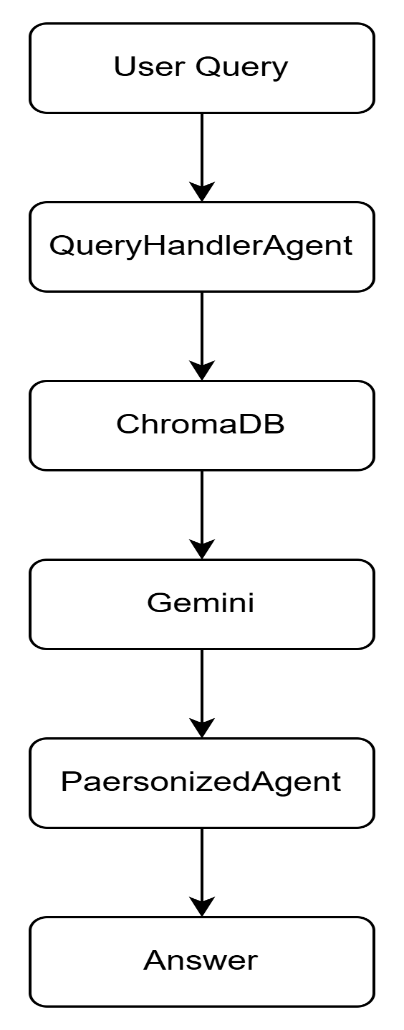 User Query
QueryHandlerAgent
ChromaDB
Gemini
PaersonizedAgent
Answer